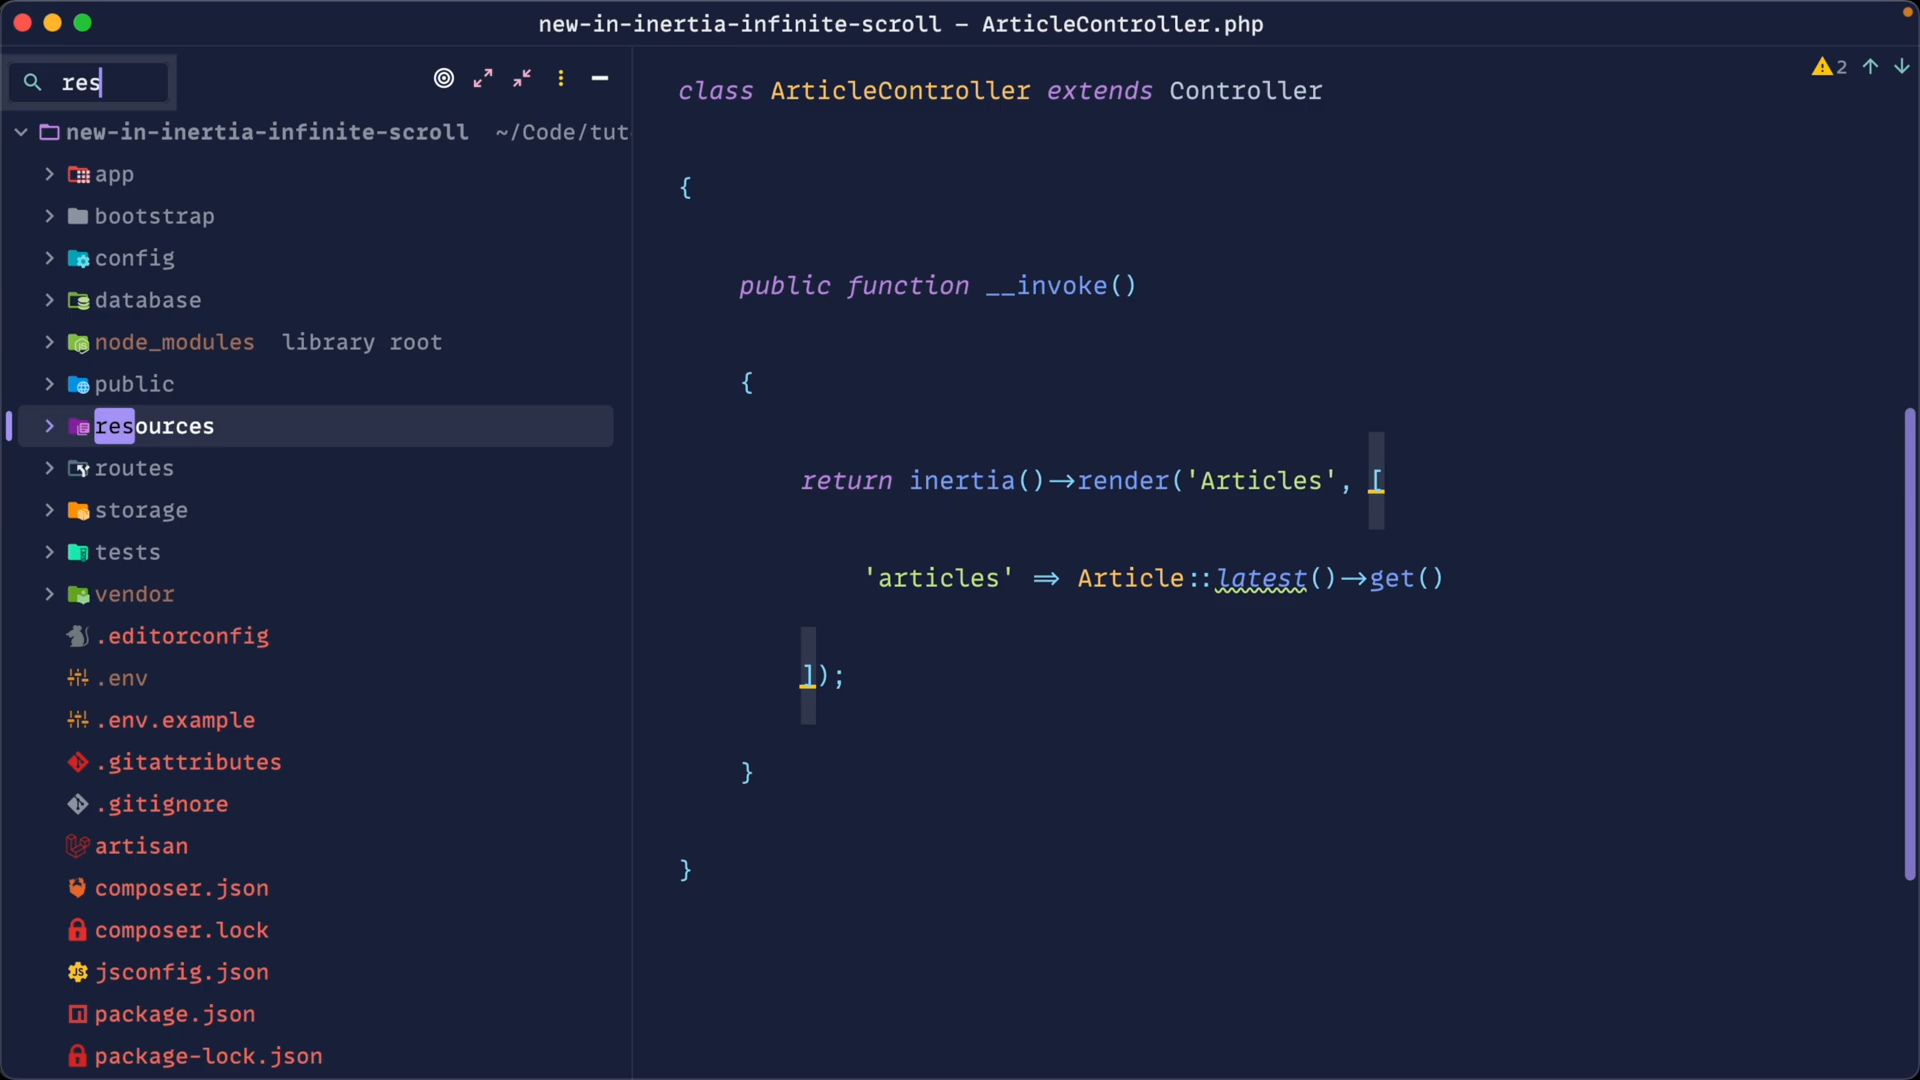 new-in-inertia-infinite-scroll – ArticleController.php
res
new-in-inertia-infinite-scroll ~/Code/tut
app
bootstrap
config
database
node_modules library root
public
resources
routes
storage
tests
vendor
.editorconfig
.env
.env.example
.gitattributes
.gitignore
artisan
composer.json
composer.lock
jsconfig.json
package.json
package-lock.json
2
class ArticleController extends Controller
{
public function __invoke()
{
return inertia()->render('Articles', [
'articles' => Article::latest()->get()
]);
}
}